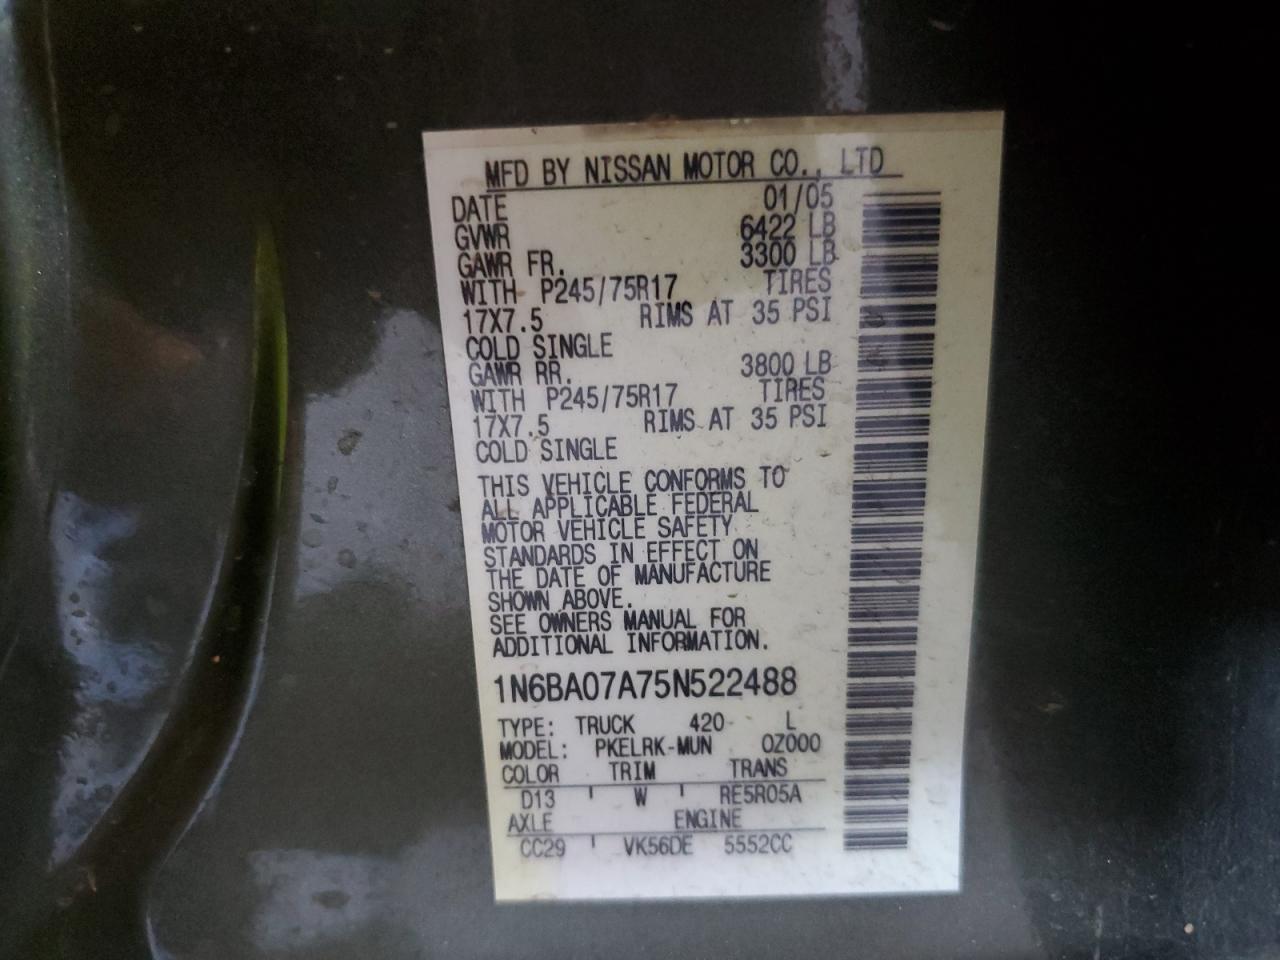 MFD BY NISSAN MOTOR CO., LTD
DATE 01/05
GVWR 6422 LB
GAWR FR. 3300 LB
WITH P245/75R17 TIRES
17X7.5 RIMS AT 35 PSI
COLD SINGLE
GAWR RR. 3800 LB
WITH P245/75R17 TIRES
17X7.5 RIMS AT 35 PSI
COLD SINGLE
THIS VEHICLE CONFORMS TO
ALL APPLICABLE FEDERAL
MOTOR VEHICLE SAFETY
STANDARDS IN EFFECT ON
THE DATE OF MANUFACTURE
SHOWN ABOVE.
SEE OWNERS MANUAL FOR
ADDITIONAL INFORMATION.
1N6BA07A75N522488
TYPE: TRUCK 420 L
MODEL: PKELRK-MUN 0Z000
COLOR TRIM TRANS
D13 W RE5R05A
AXLE ENGINE
CC29 VK56DE 5552CC